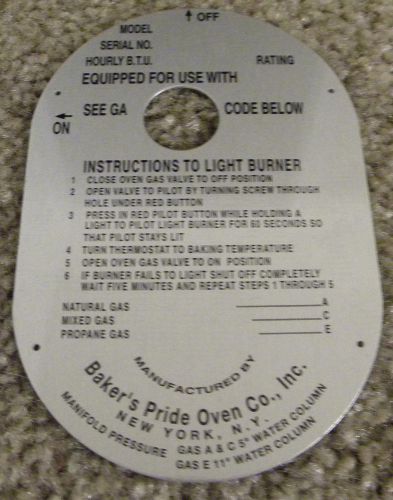 ↑ OFF
MODEL
SERIAL NO.
HOURLY B.T.U. RATING
EQUIPPED FOR USE WITH
SEE GA CODE BELOW
←
ON
INSTRUCTIONS TO LIGHT BURNER
1 CLOSE OVEN GAS VALVE TO OFF POSITION
2 OPEN VALVE TO PILOT BY TURNING SCREW THROUGH
HOLE UNDER RED BUTTON
3 PRESS IN RED PILOT BUTTON WHILE HOLDING A
LIGHT TO PILOT LIGHT BURNER FOR 60 SECONDS SO
THAT PILOT STAYS LIT
4 TURN THERMOSTAT TO BAKING TEMPERATURE
5 OPEN OVEN GAS VALVE TO ON POSITION
6 IF BURNER FAILS TO LIGHT SHUT OFF COMPLETELY
WAIT FIVE MINUTES AND REPEAT STEPS 1 THROUGH 5
NATURAL GAS A
MIXED GAS C
PROPANE GAS E
MANUFACTURED BY
Baker's Pride Oven Co., Inc.
NEW YORK, N.Y.
MANIFOLD PRESSURE GAS A & C 5" WATER COLUMN
GAS E 11" WATER COLUMN